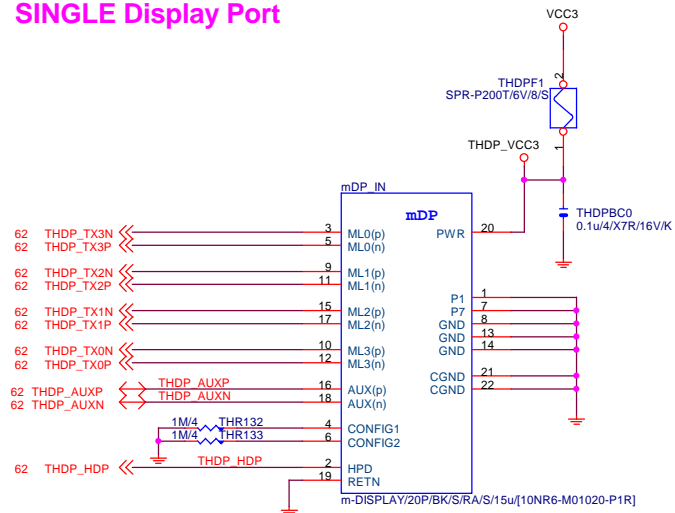 SINGLE Display Port
VCC3
2
THDPF1
SPR-P200T/6V/8/S
1
THDP_VCC3
THDPBC0
0.1u/4/X7R/16V/K
mDP_IN
mDP
62 THDP_TX3N 3 ML0(p) PWR 20
62 THDP_TX3P 5 ML0(n)
62 THDP_TX2N 9 ML1(p)
62 THDP_TX2P 11 ML1(n)
P1 1
62 THDP_TX1N 15 ML2(p) P7 7
62 THDP_TX1P 17 ML2(n) GND 8
GND 13
62 THDP_TX0N 10 ML3(p) GND 14
62 THDP_TX0P 12 ML3(n)
CGND 21
62 THDP_AUXP THDP_AUXP 16 AUX(p) CGND 22
62 THDP_AUXN THDP_AUXN 18 AUX(n)
1M/4 THR132 4 CONFIG1
1M/4 THR133 6 CONFIG2
62 THDP_HDP THDP_HDP 2 HPD
19 RETN
m-DISPLAY/20P/BK/S/RA/S/15u/[10NR6-M01020-P1R]